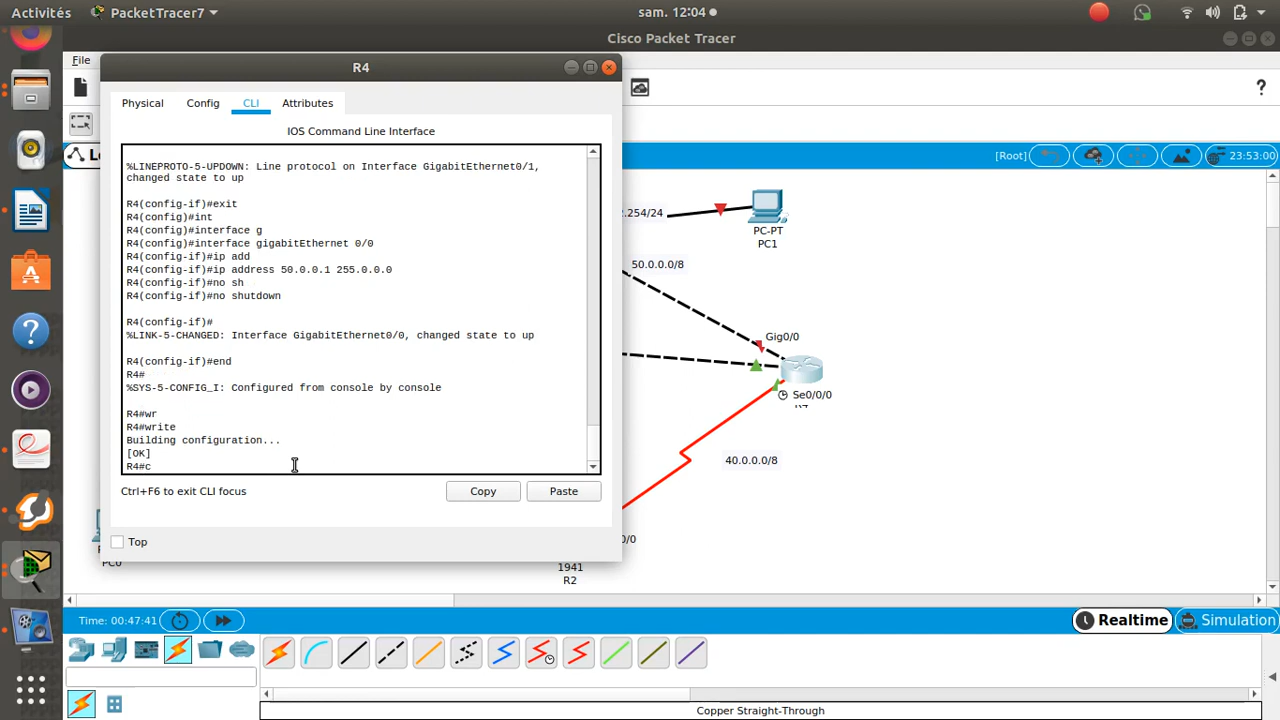 Activités
PacketTracer7
sam. 12:04
Cisco Packet Tracer
File
R4
Physical
Config
CLI
Attributes
IOS Command Line Interface
%LINEPROTO-5-UPDOWN: Line protocol on Interface GigabitEthernet0/1,
changed state to up
R4(config-if)#exit
R4(config)#int
R4(config)#interface g
R4(config)#interface gigabitEthernet 0/0
R4(config-if)#ip add
R4(config-if)#ip address 50.0.0.1 255.0.0.0
R4(config-if)#no sh
R4(config-if)#no shutdown
R4(config-if)#
%LINK-5-CHANGED: Interface GigabitEthernet0/0, changed state to up
R4(config-if)#end
R4#
%SYS-5-CONFIG_I: Configured from console by console
R4#wr
R4#write
Building configuration...
[OK]
R4#c
Ctrl+F6 to exit CLI focus
Copy
Paste
Top
?
Lo
[Root]
23:53:00
.254/24
PC-PT
PC1
50.0.0.0/8
Gig0/0
Se0/0/0
40.0.0.0/8
/0
1941
R2
PC0
Time: 00:47:41
Realtime
Simulation
Copper Straight-Through